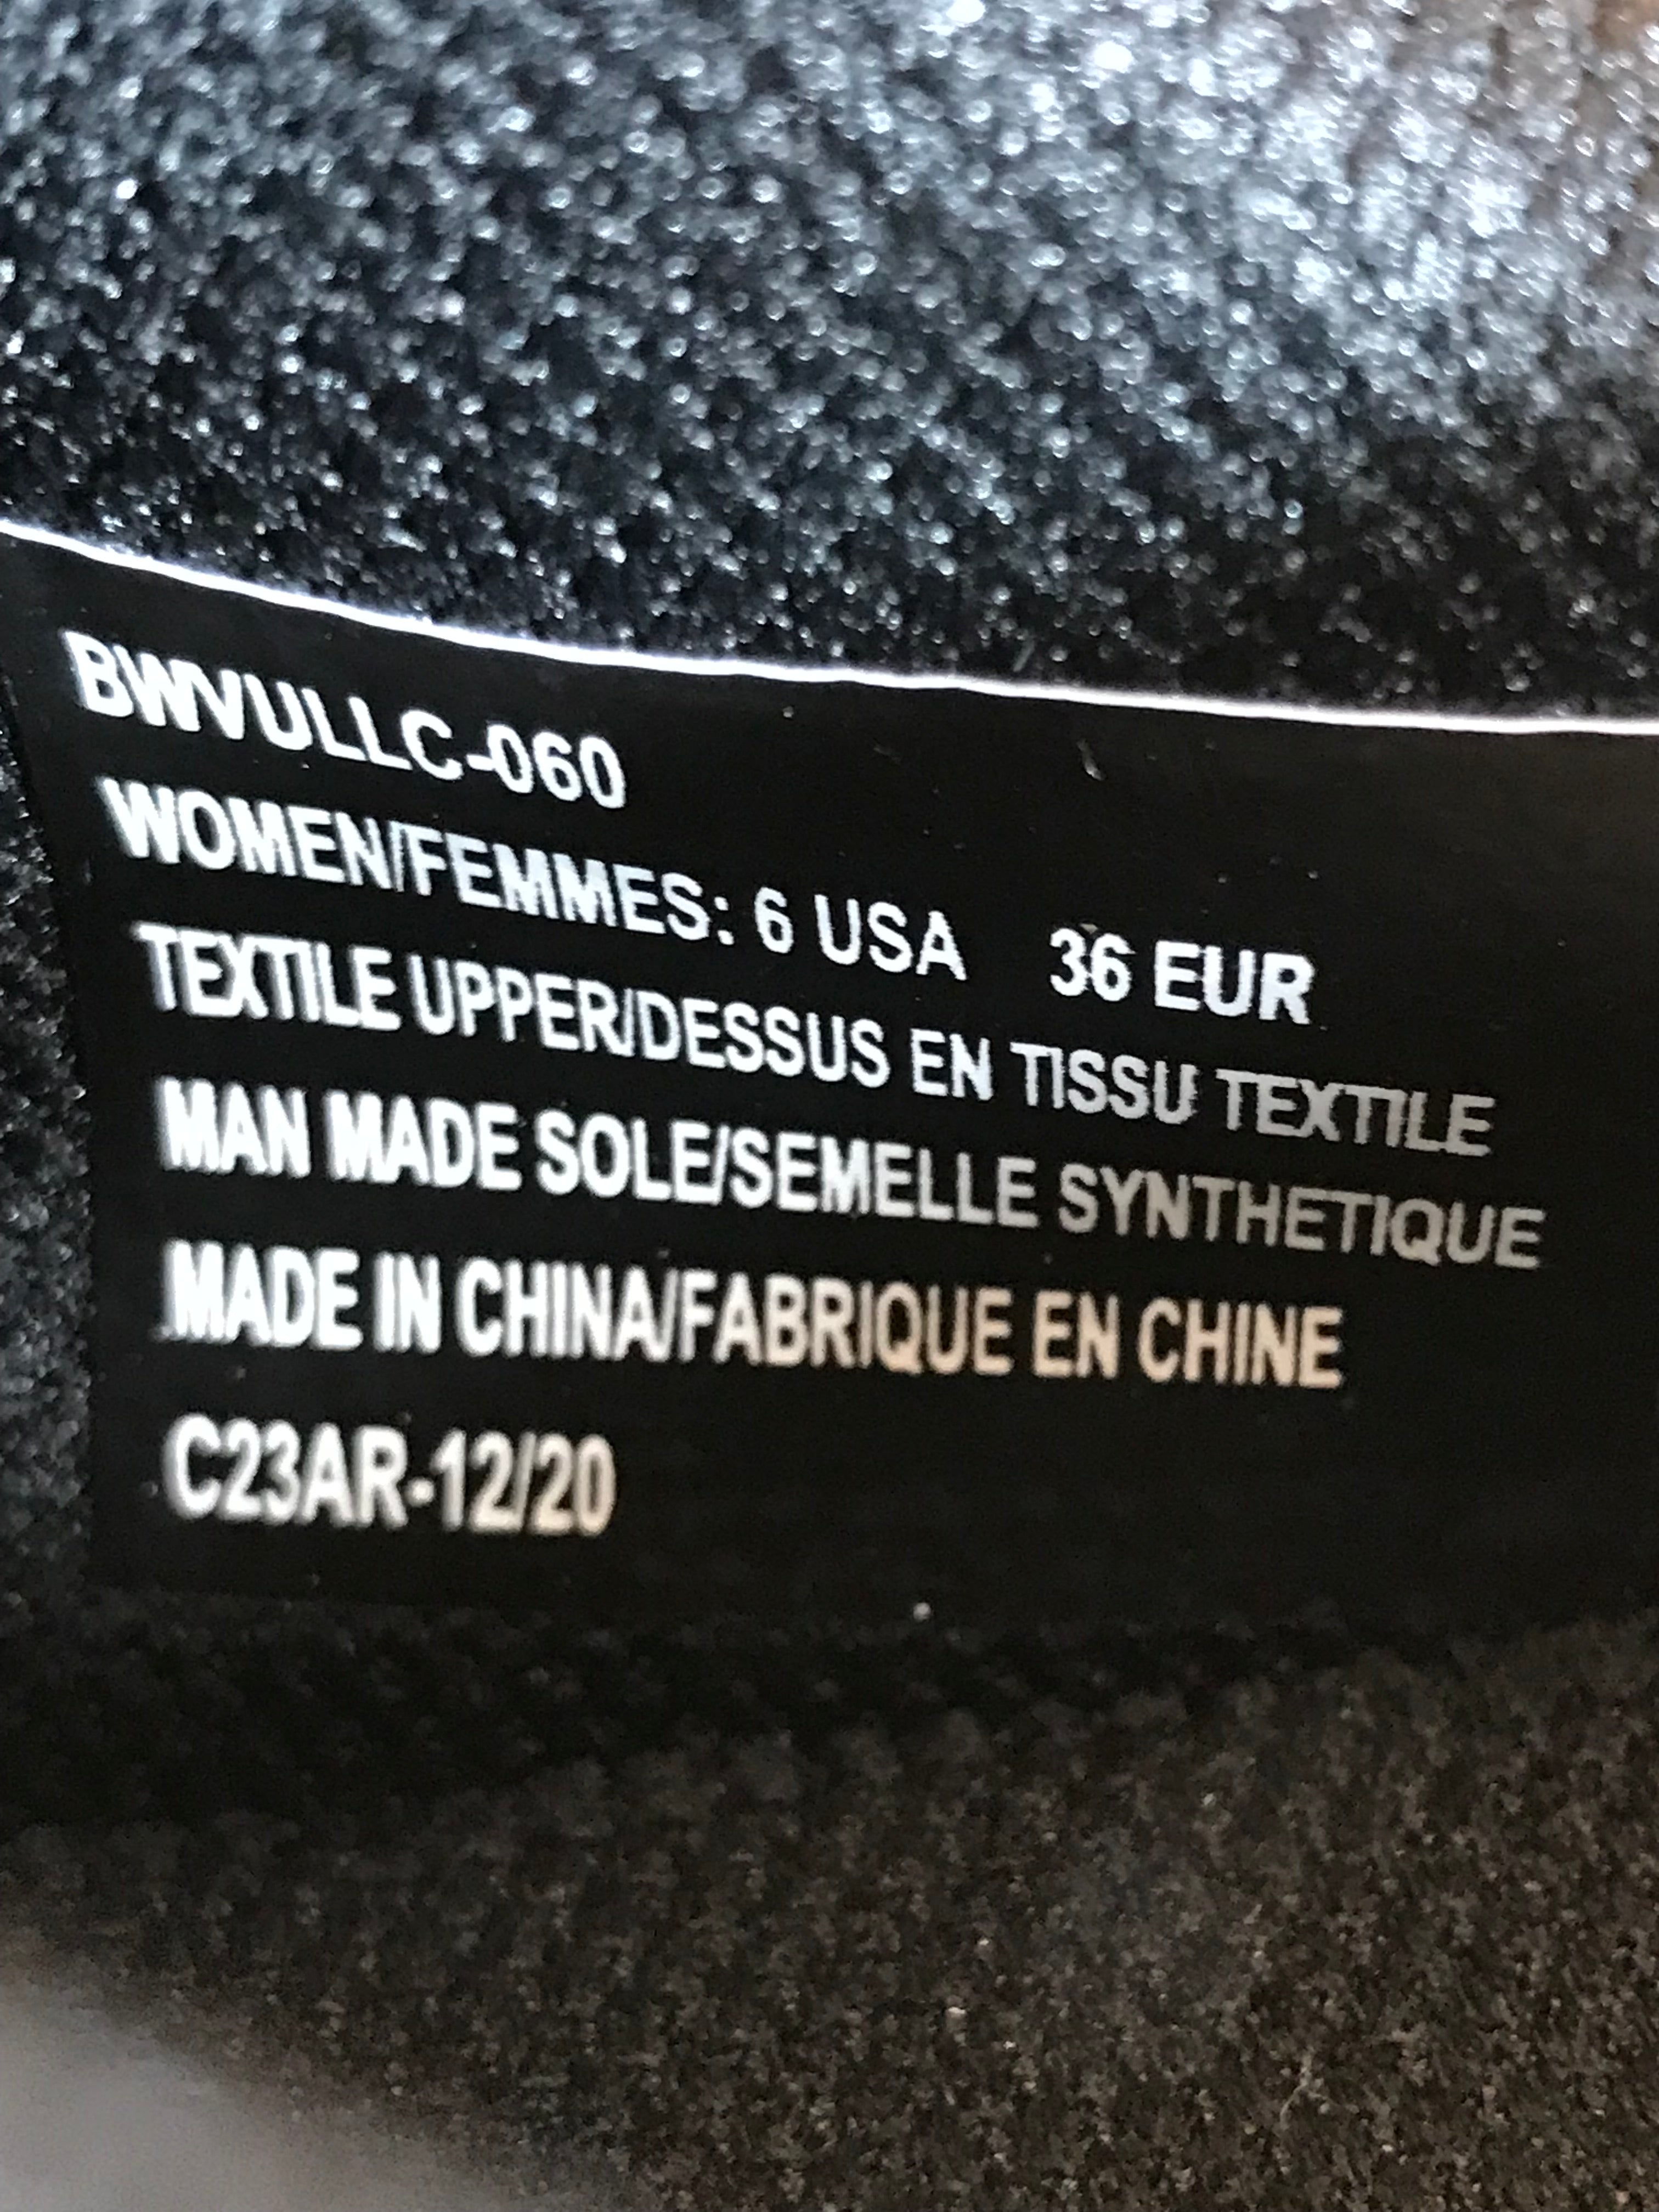 BWVULLC-060
WOMEN/FEMMES: 6 USA 36 EUR
TEXTILE UPPER/DESSUS EN TISSU TEXTILE
MAN MADE SOLE/SEMELLE SYNTHETIQUE
MADE IN CHINA/FABRIQUE EN CHINE
C23AR-12/20